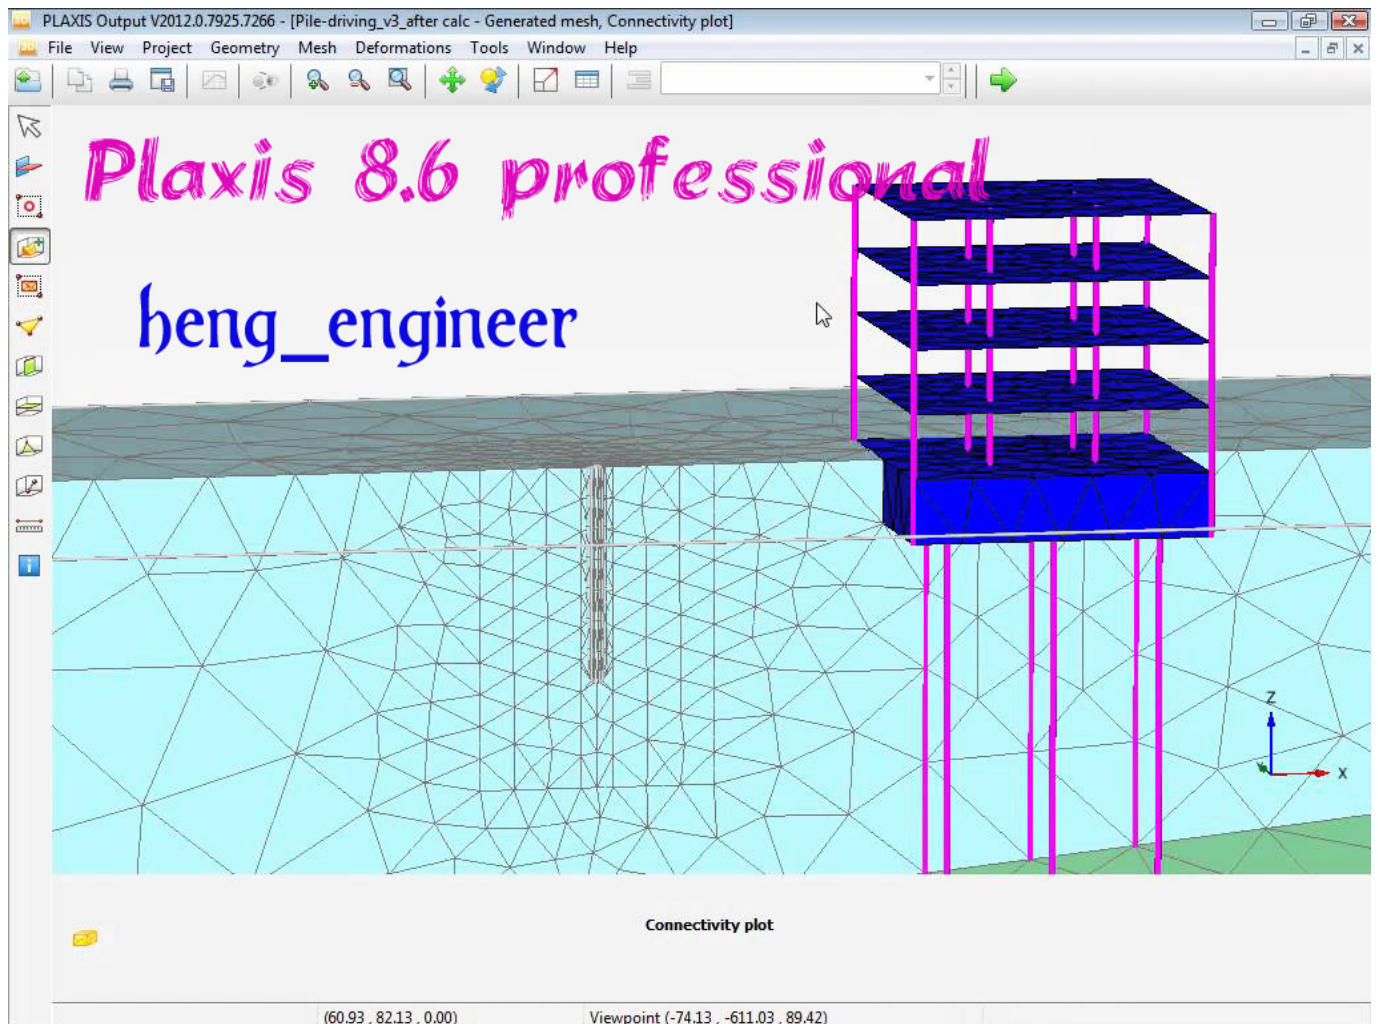 PLAXIS Output V2012.0.7925.7266 - [Pile-driving_v3_after calc - Generated mesh, Connectivity plot]
File View Project Geometry Mesh Deformations Tools Window Help
Plaxis 8.6 professional
heng_engineer
Z
X
Connectivity plot
(60.93 , 82.13 , 0.00) Viewpoint (-74.13 , -611.03 , 89.42)